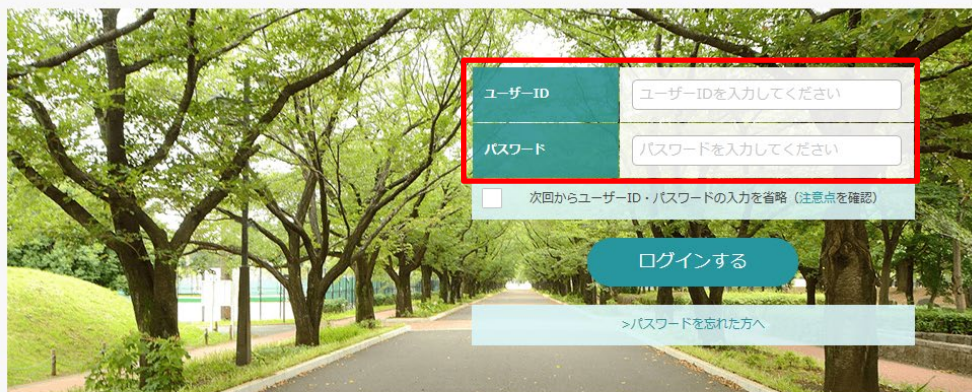 ユーザーID
ユーザーIDを入力してください
パスワード
パスワードを入力してください
次回からユーザーID・パスワードの入力を省略（注意点を確認）
ログインする
>パスワードを忘れた方へ